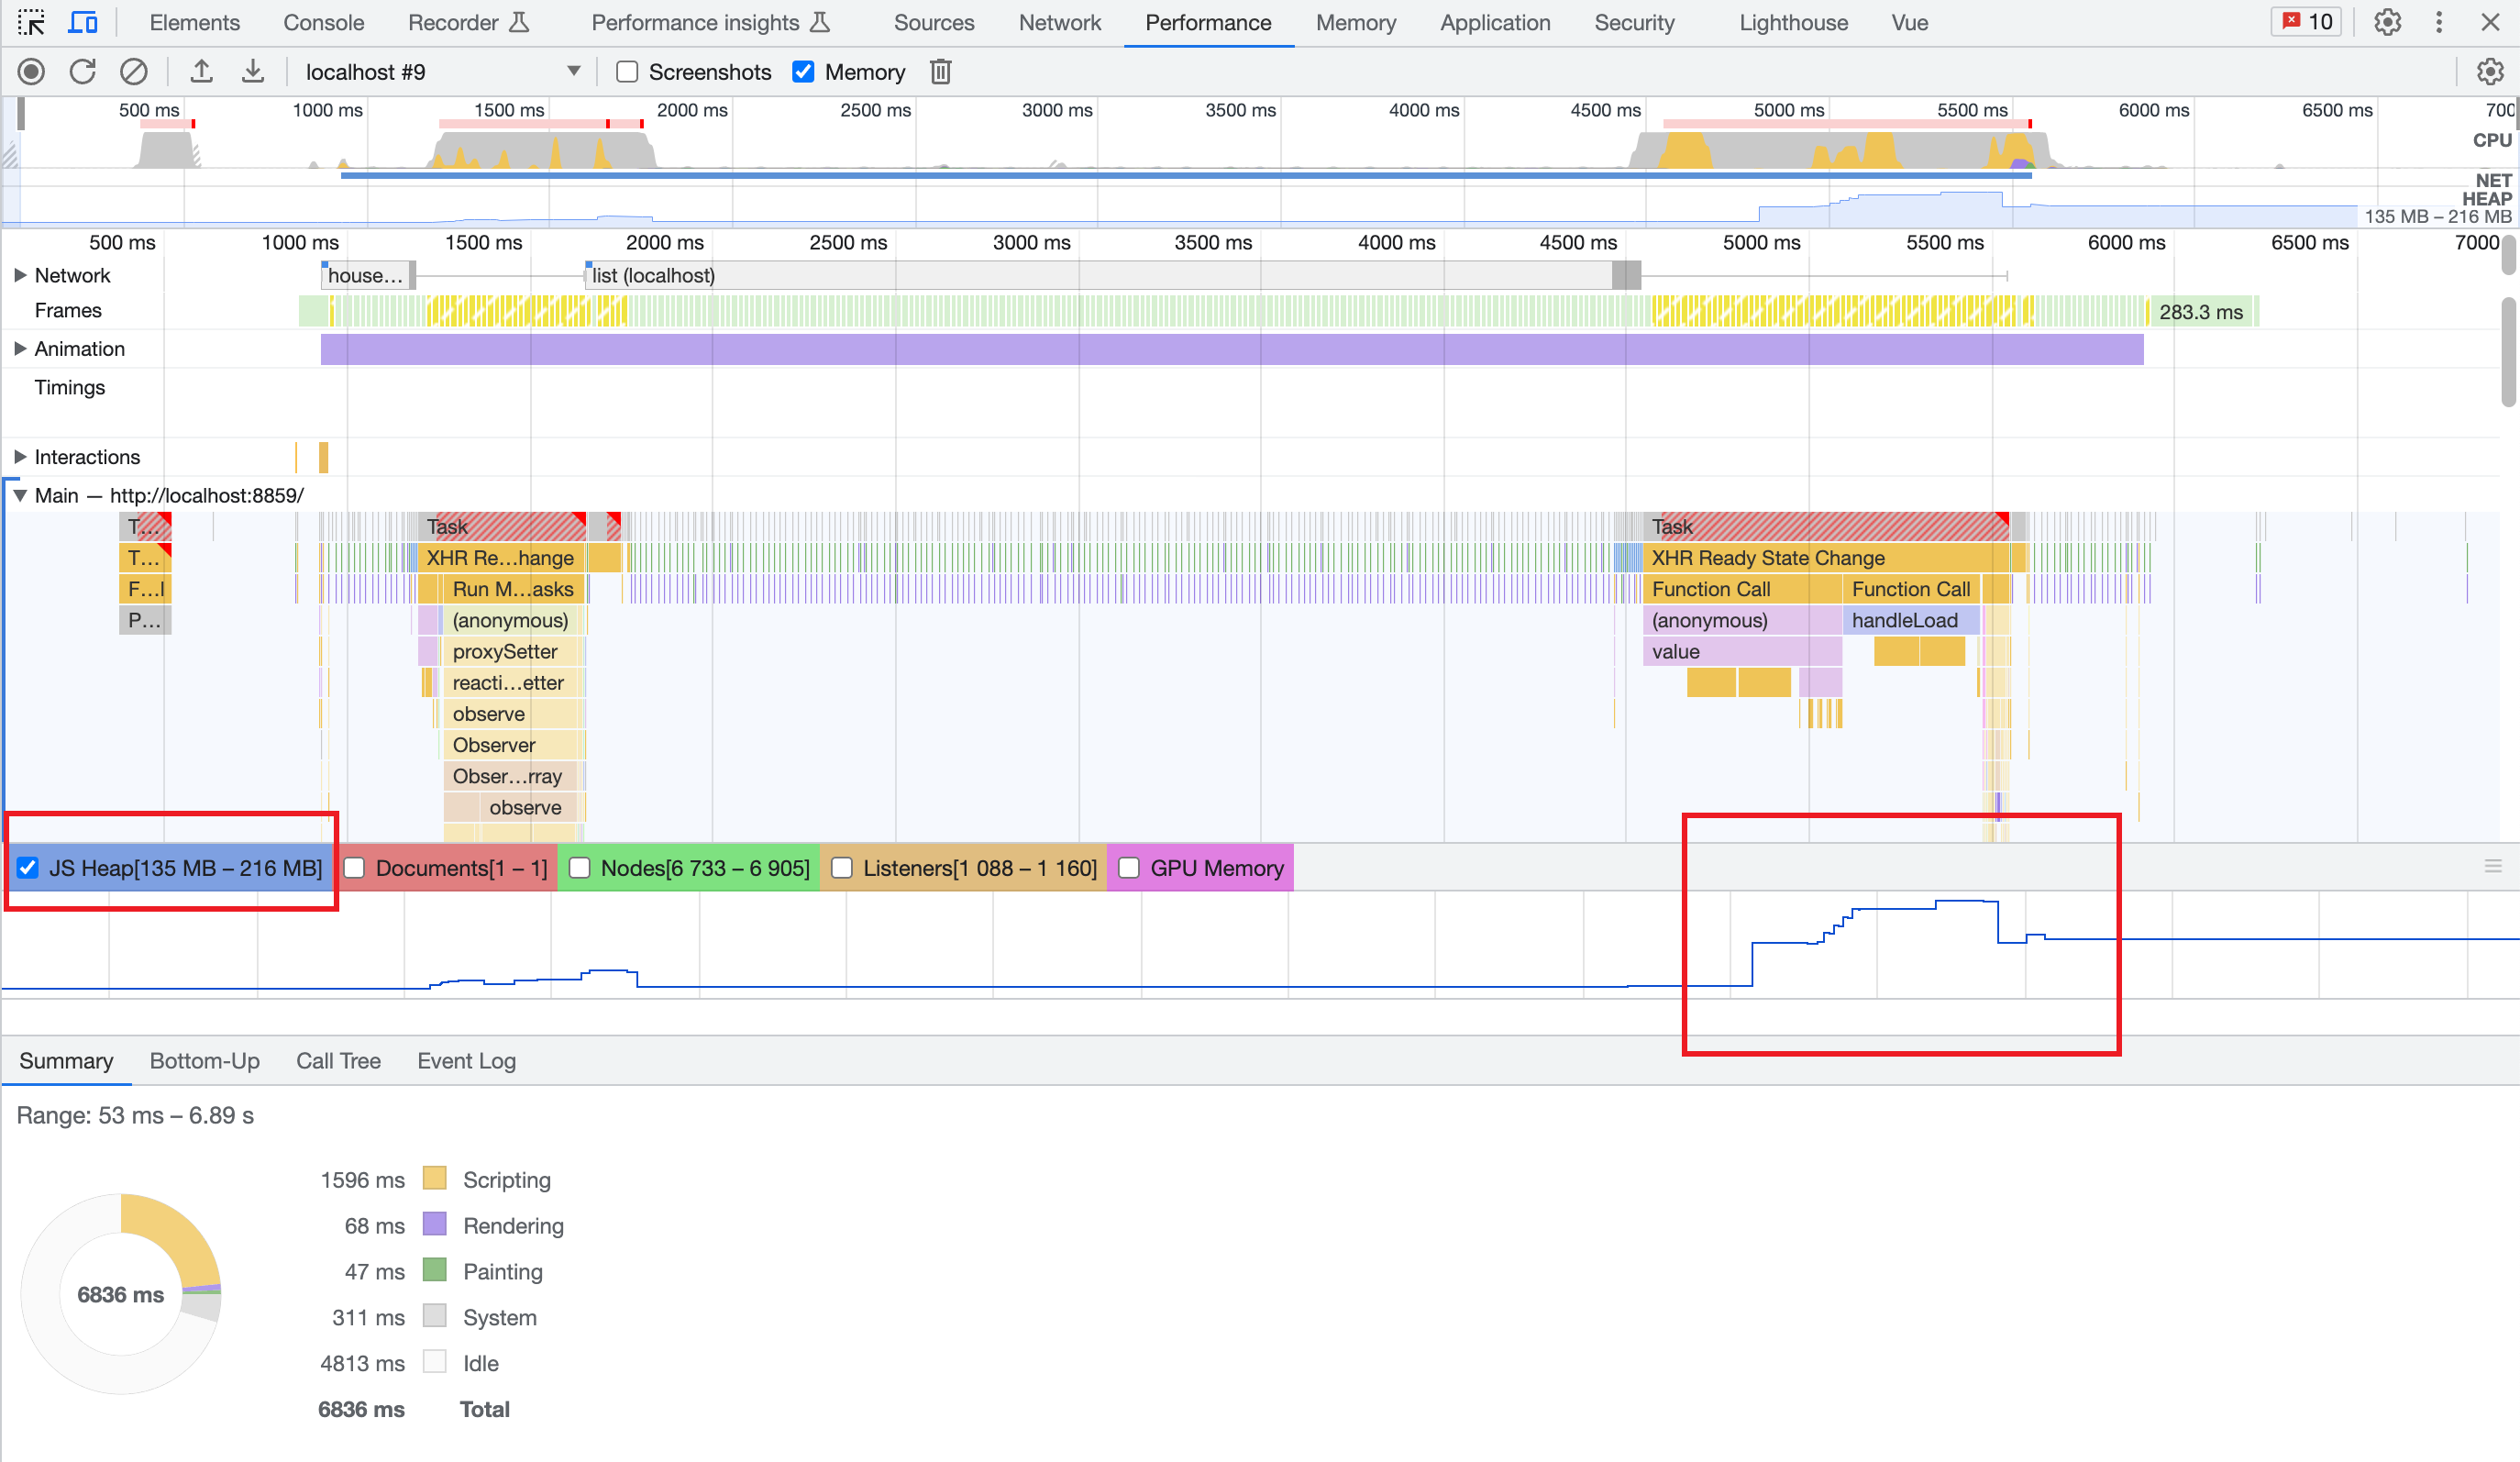 Elements Console Recorder Performance insights Sources Network Performance Memory Application Security Lighthouse Vue 10
localhost #9 Screenshots Memory
500 ms 1000 ms 1500 ms 2000 ms 2500 ms 3000 ms 3500 ms 4000 ms 4500 ms 5000 ms 5500 ms 6000 ms 6500 ms 700
CPU
NET
HEAP
135 MB – 216 MB
500 ms 1000 ms 1500 ms 2000 ms 2500 ms 3000 ms 3500 ms 4000 ms 4500 ms 5000 ms 5500 ms 6000 ms 6500 ms 7000
Network house… list (localhost)
Frames 283.3 ms
Animation
Timings
Interactions
Main — http://localhost:8859/
T… Task Task
T… XHR Re…hange XHR Ready State Change
F…l Run M…asks Function Call Function Call
P… (anonymous) (anonymous) handleLoad
proxySetter value
reacti…etter
observe
Observer
Obser…rray
observe
JS Heap[135 MB – 216 MB] Documents[1 – 1] Nodes[6 733 – 6 905] Listeners[1 088 – 1 160] GPU Memory
Summary Bottom-Up Call Tree Event Log
Range: 53 ms – 6.89 s
1596 ms Scripting
68 ms Rendering
47 ms Painting
6836 ms
311 ms System
4813 ms Idle
6836 ms Total